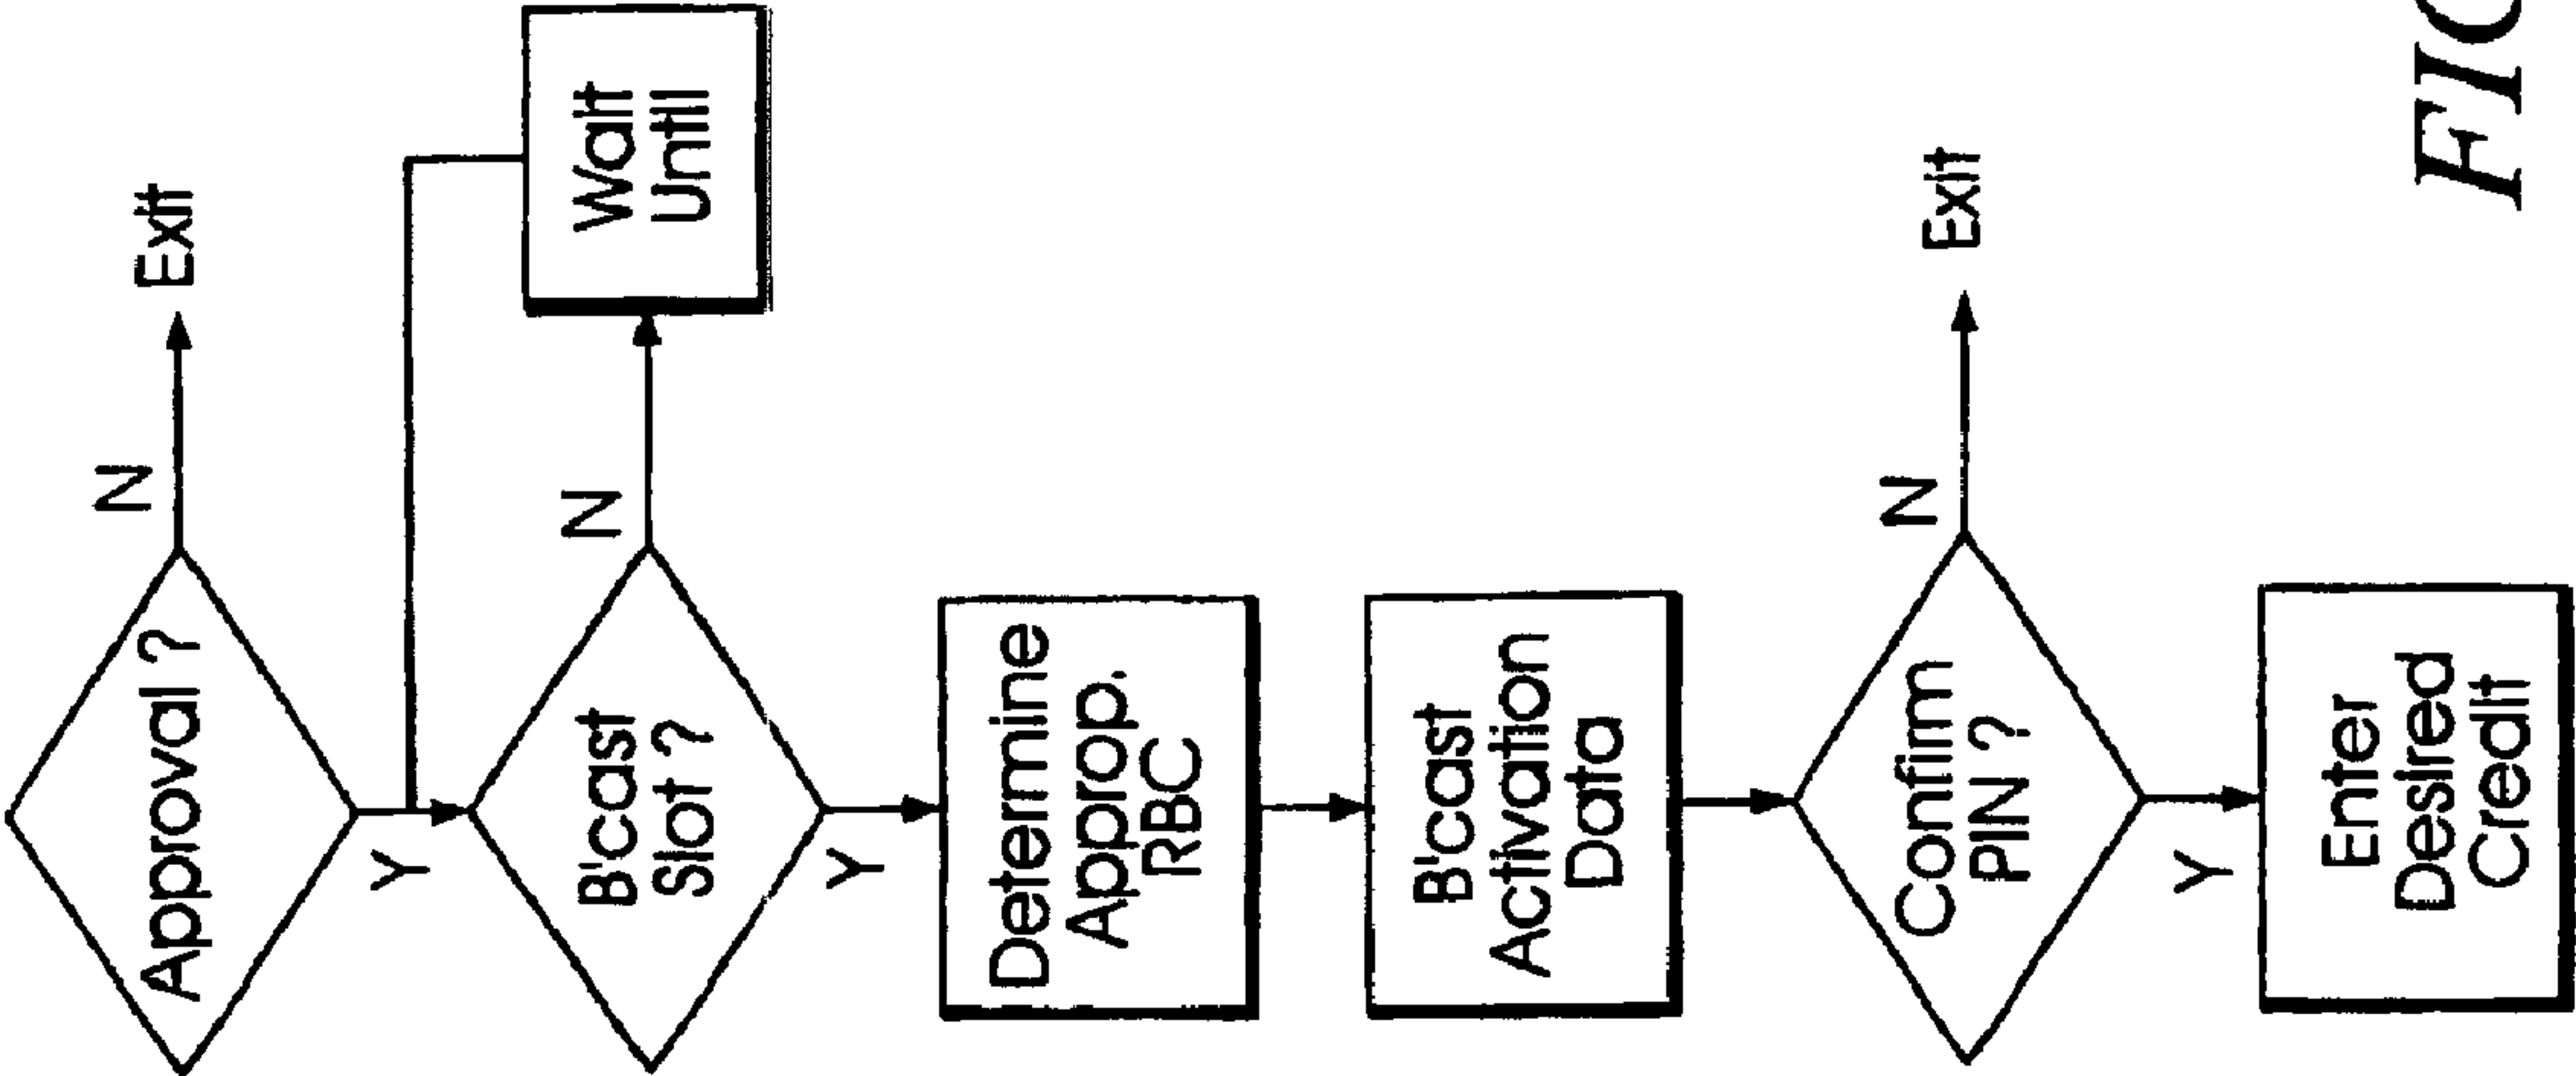 Approval ?
N
Exit
Y
B'cast
Slot ?
N
Wait
Until
Y
Determine
Approp.
RBC
B'cast
Activation
Data
Confirm
PIN ?
N
Exit
Y
Enter
Desired
Credit